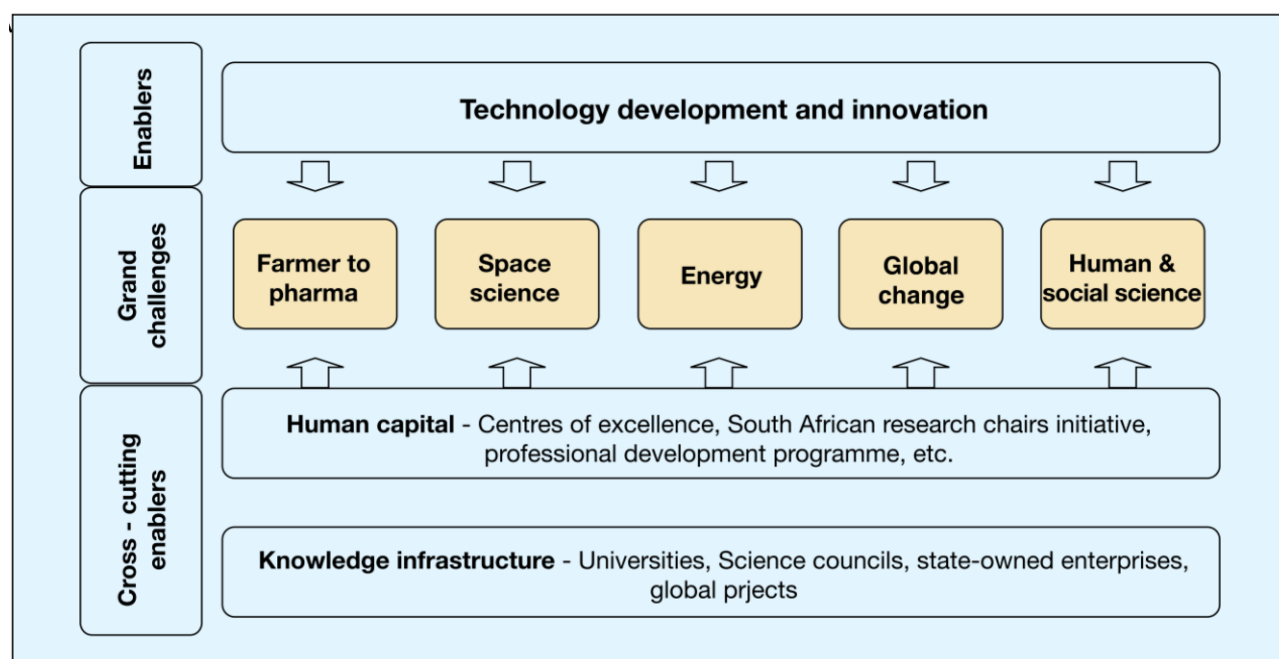 Enablers
Technology development and innovation
Grand
challenges
Farmer to
pharma
Space
science
Energy
Global
change
Human &
social science
Cross - cutting
enablers
Human capital - Centres of excellence, South African research chairs initiative,
professional development programme, etc.
Knowledge infrastructure - Universities, Science councils, state-owned enterprises,
global prjects